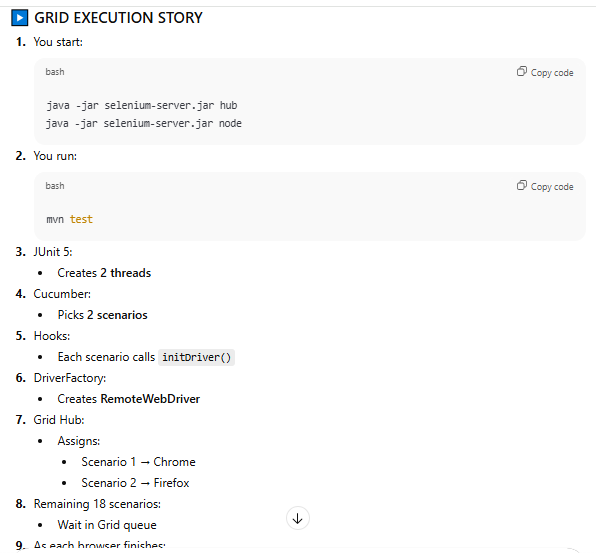 GRID EXECUTION STORY
1. You start:
bash
Copy code
java -jar selenium-server.jar hub
java -jar selenium-server.jar node
2. You run:
bash
Copy code
mvn test
3. JUnit 5:
• Creates 2 threads
4. Cucumber:
• Picks 2 scenarios
5. Hooks:
• Each scenario calls initDriver()
6. DriverFactory:
• Creates RemoteWebDriver
7. Grid Hub:
• Assigns:
• Scenario 1 → Chrome
• Scenario 2 → Firefox
8. Remaining 18 scenarios:
• Wait in Grid queue
9. As each browser finishes: